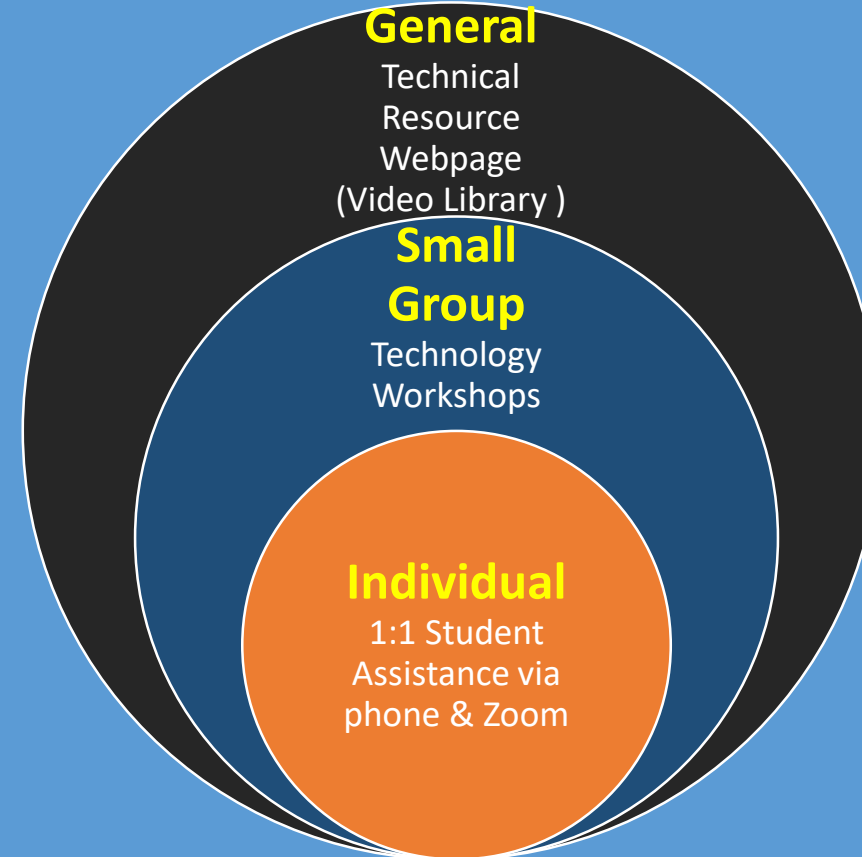 General
Technical
Resource
Webpage
(Video Library )
Small
Group
Technology
Workshops
Individual
1:1 Student
Assistance via
phone & Zoom